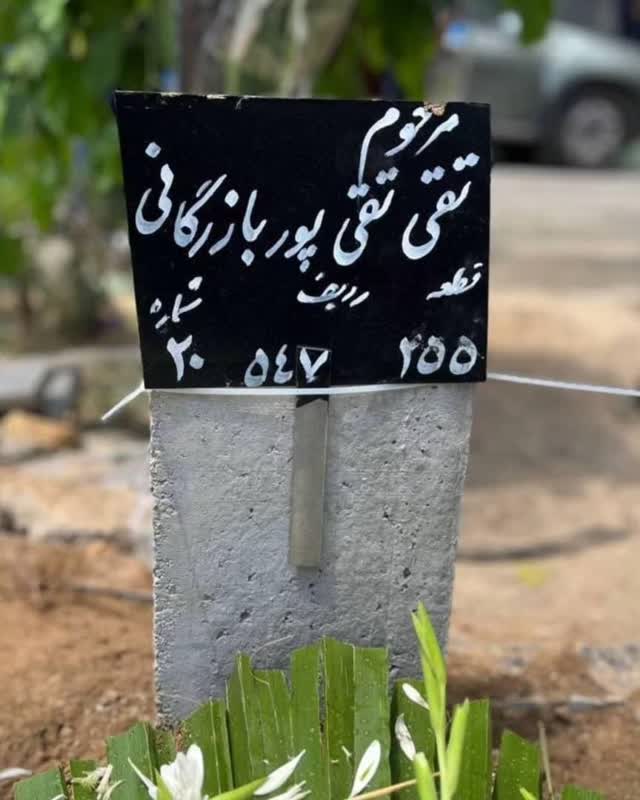 مرحوم
تقی تقی پور بازرگانی
قطعه ردیف شماره
۲۵۵ ۵۴۷ ۲۰